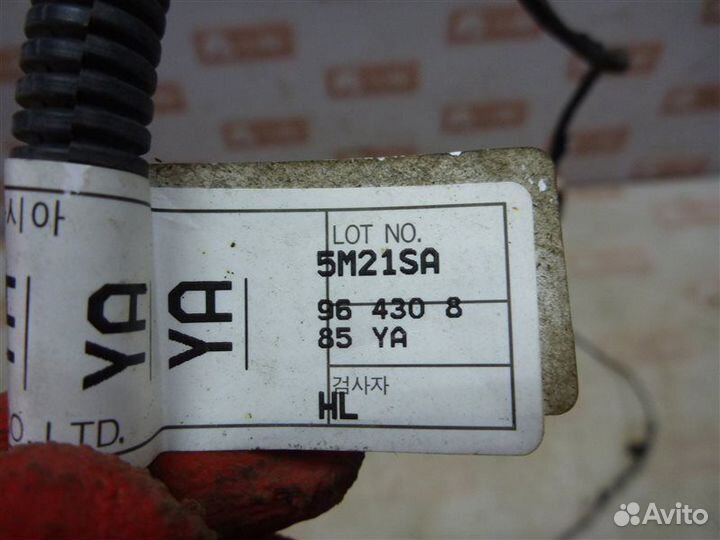 시아
YA
YA
LOT NO.
5M21SA
96 430 8
85 YA
검사자
HL
O., LTD.
Avito